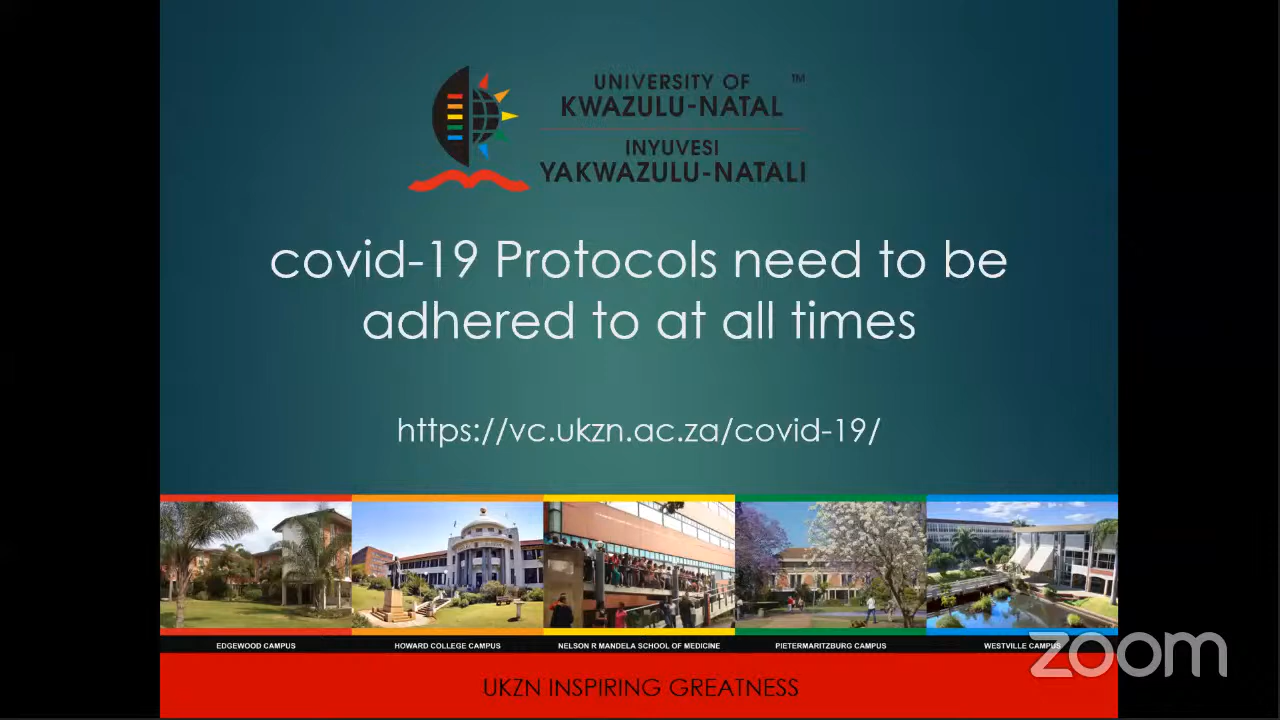 UNIVERSITY OF ™
KWAZULU-NATAL
INYUVESI
YAKWAZULU-NATALI
covid-19 Protocols need to be
adhered to at all times
https://vc.ukzn.ac.za/covid-19/
EDGEWOOD CAMPUS
HOWARD COLLEGE CAMPUS
NELSON R MANDELA SCHOOL OF MEDICINE
PIETERMARITZBURG CAMPUS
WESTVILLE CAMPUS
zoom
UKZN INSPIRING GREATNESS